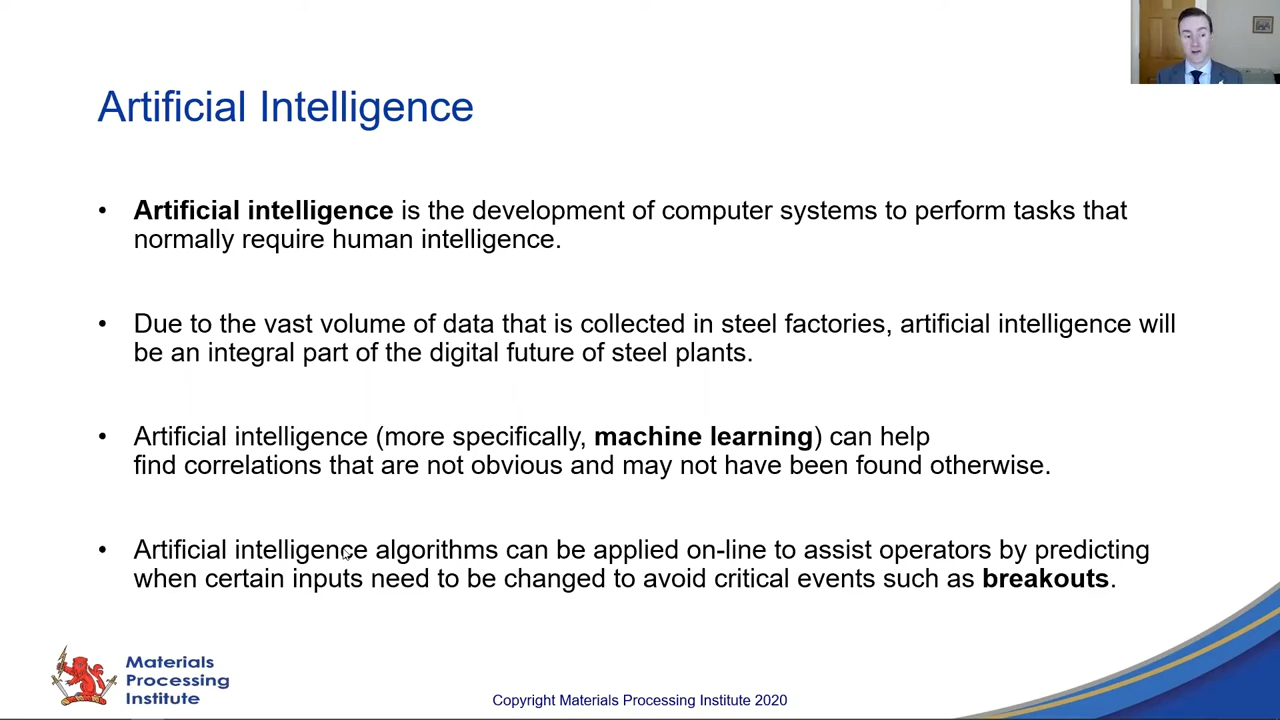 Artificial Intelligence
• Artificial intelligence is the development of computer systems to perform tasks that
normally require human intelligence.
• Due to the vast volume of data that is collected in steel factories, artificial intelligence will
be an integral part of the digital future of steel plants.
• Artificial intelligence (more specifically, machine learning) can help
find correlations that are not obvious and may not have been found otherwise.
• Artificial intelligence algorithms can be applied on-line to assist operators by predicting
when certain inputs need to be changed to avoid critical events such as breakouts.
Materials
Processing
Institute
Copyright Materials Processing Institute 2020